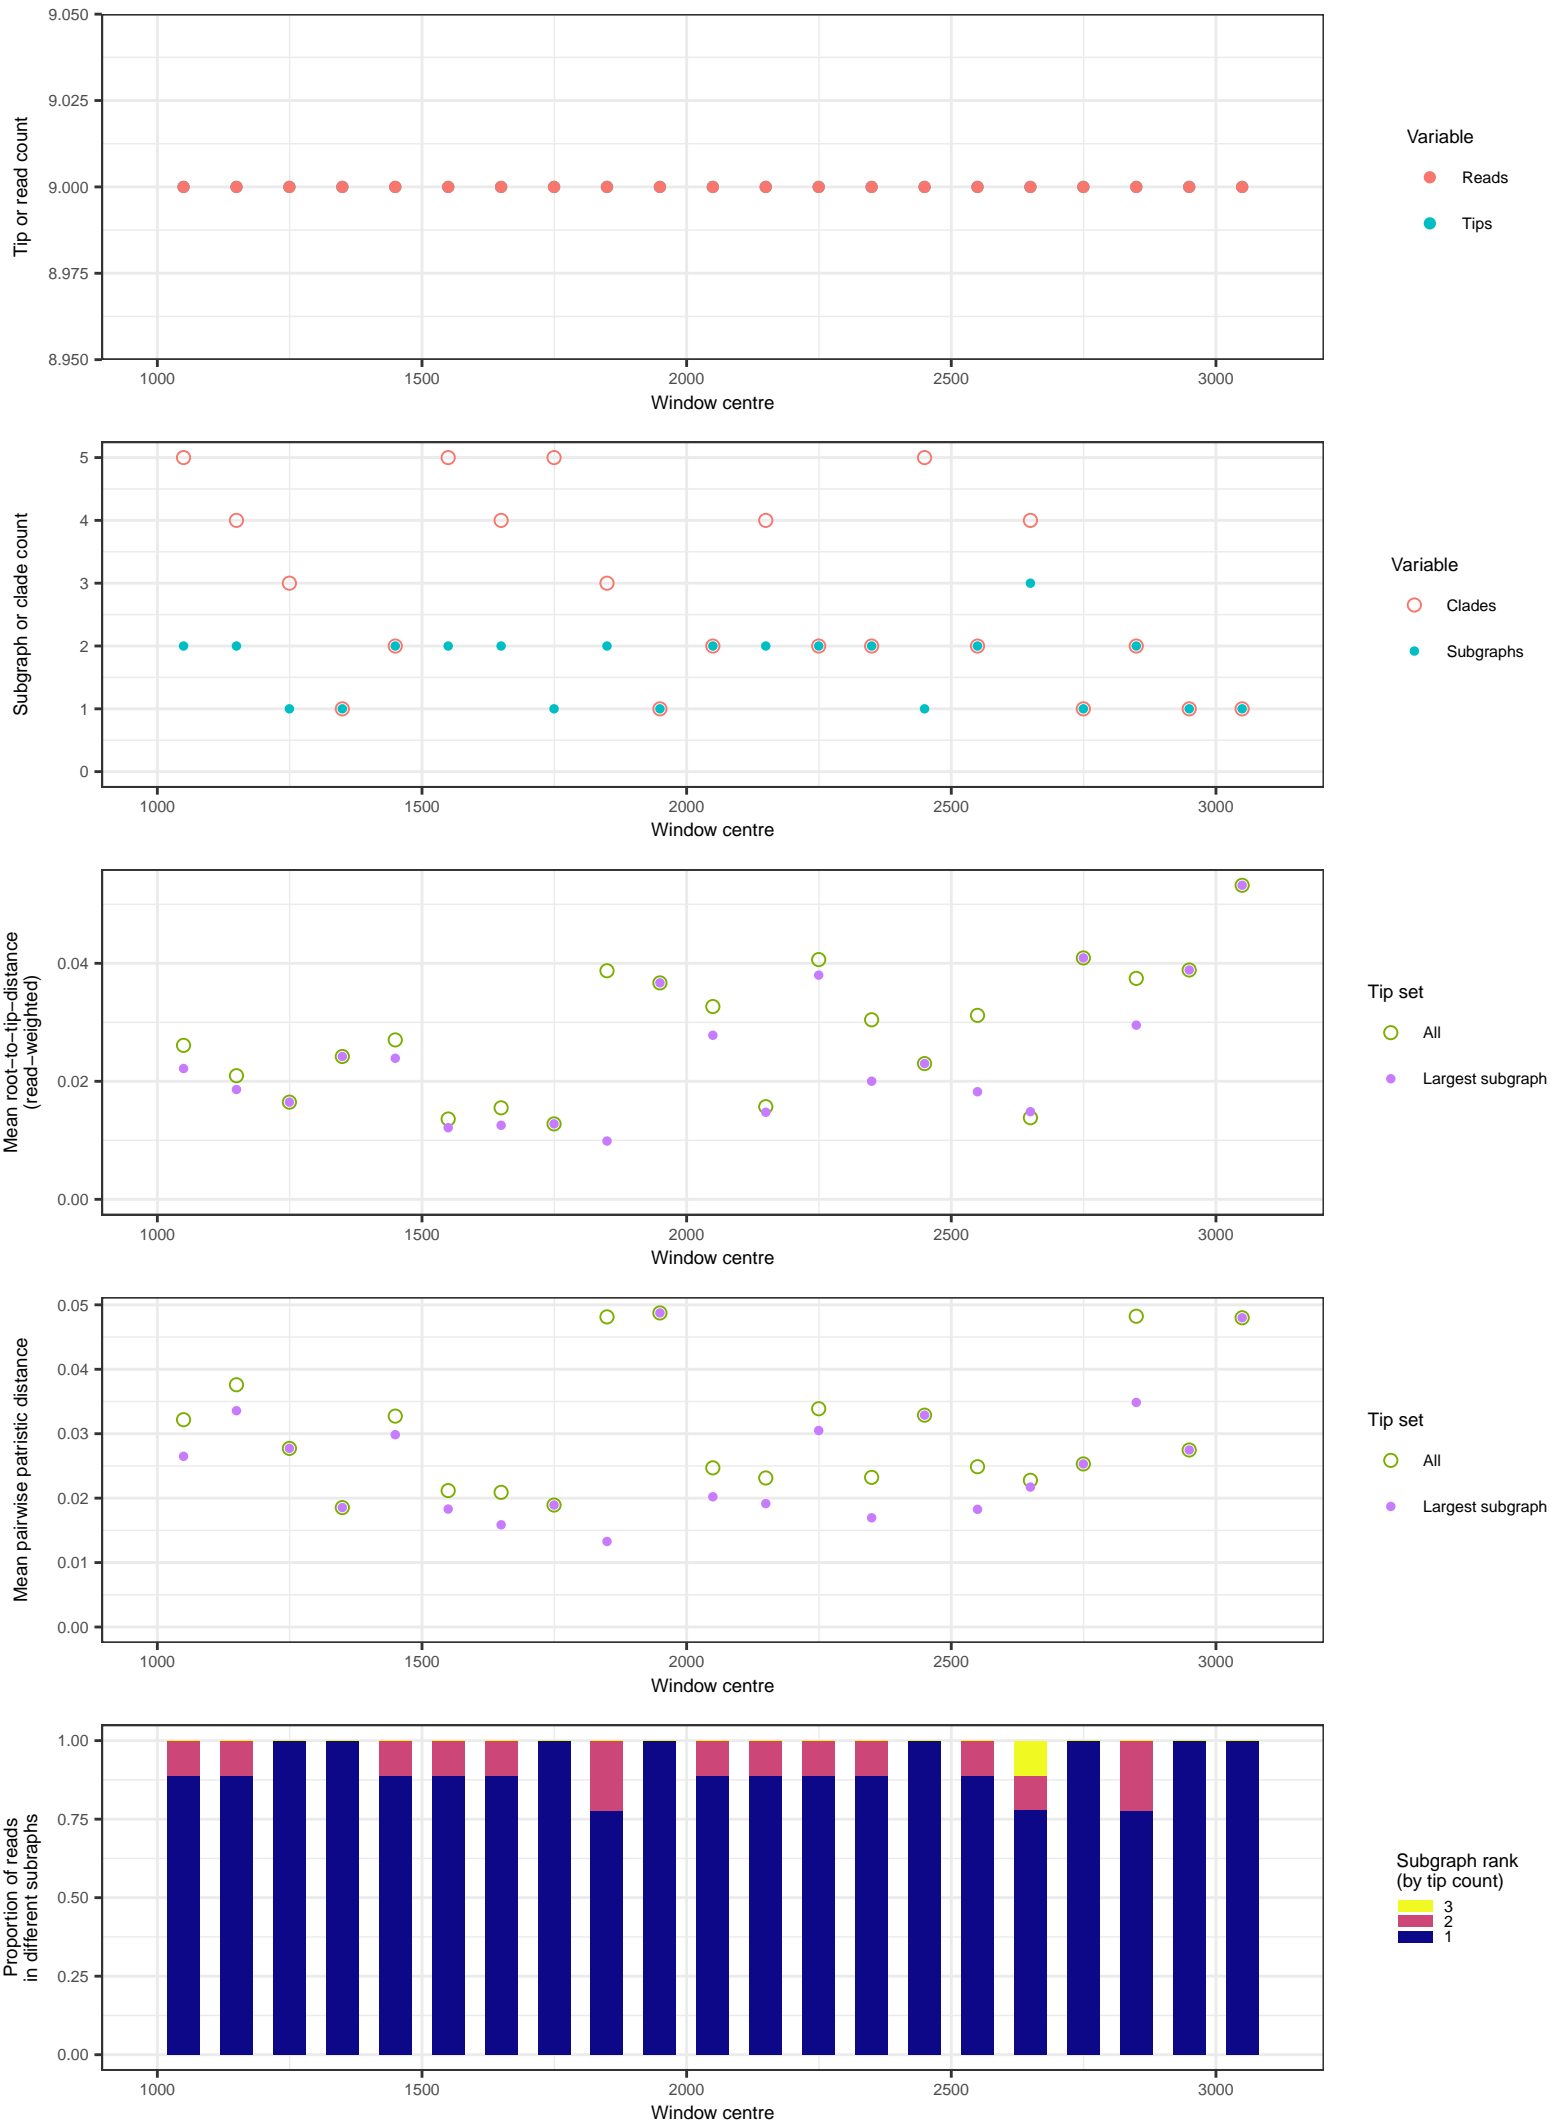 9.050
9.025
9.000
8.975
8.950
Tip or read count
1000 1500 2000 2500 3000
Window centre
Variable
Reads
Tips
5
4
3
2
1
0
Subgraph or clade count
1000 1500 2000 2500 3000
Window centre
Variable
Clades
Subgraphs
0.04
0.02
0.00
Mean root−to−tip−distance
(read−weighted)
1000 1500 2000 2500 3000
Window centre
Tip set
All
Largest subgraph
0.05
0.04
0.03
0.02
0.01
0.00
Mean pairwise patristic distance
1000 1500 2000 2500 3000
Window centre
Tip set
All
Largest subgraph
1.00
0.75
0.50
0.25
0.00
Proportion of reads
in different subraphs
1000 1500 2000 2500 3000
Window centre
Subgraph rank
(by tip count)
3
2
1